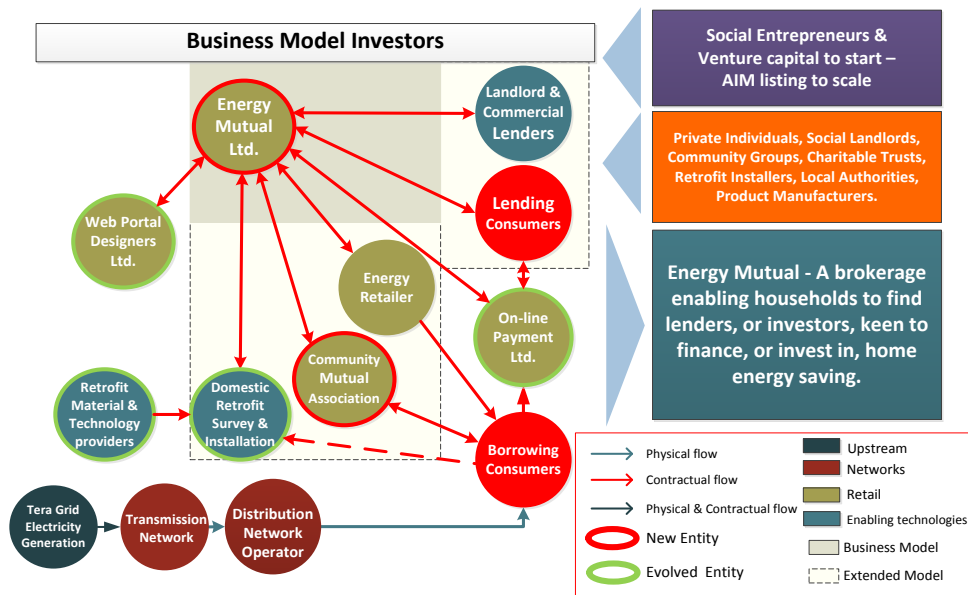 Business Model Investors
Social Entrepreneurs &
Venture capital to start –
AIM listing to scale
Energy
Mutual
Ltd.
Landlord &
Commercial
Lenders
Private Individuals, Social Landlords,
Community Groups, Charitable Trusts,
Retrofit Installers, Local Authorities,
Product Manufacturers.
Lending
Consumers
Web Portal
Designers
Ltd.
Energy
Retailer
On-line
Payment
Ltd.
Energy Mutual - A brokerage
enabling households to find
lenders, or investors, keen to
finance, or invest in, home
energy saving.
Community
Mutual
Association
Retrofit
Material &
Technology
providers
Domestic
Retrofit
Survey &
Installation
Borrowing
Consumers
Tera Grid
Electricity
Generation
Transmission
Network
Distribution
Network
Operator
Physical flow
Contractual flow
Physical & Contractual flow
New Entity
Evolved Entity
Upstream
Networks
Retail
Enabling technologies
Business Model
Extended Model